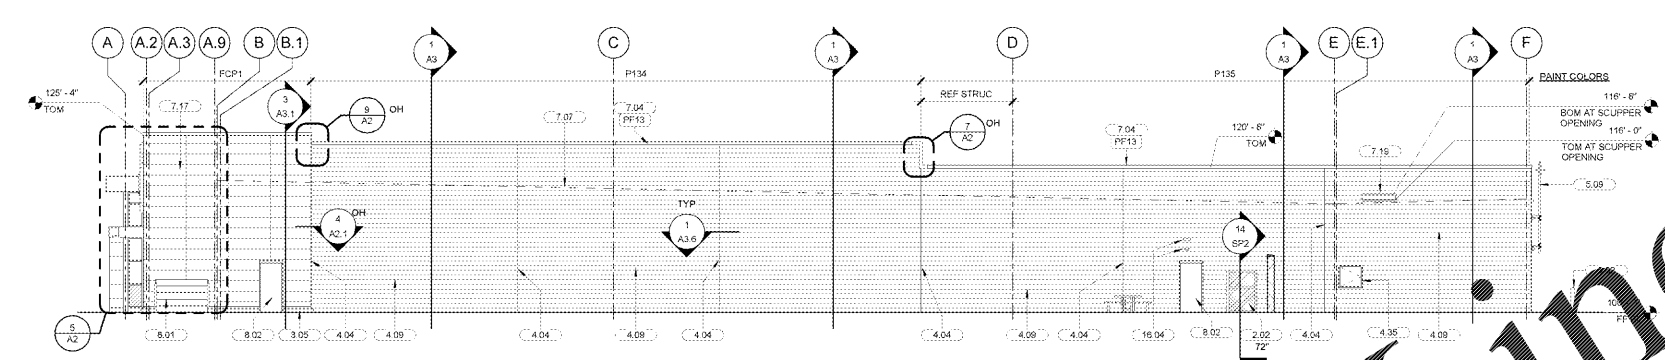 A
A.2
A.3
A.9
B
B.1
1
A3
C
1
A3
D
1
A3
E
E.1
1
A3
F
FCP1
P134
P135
PAINT COLORS
125' - 4"
TOM
7.17
3
A3.1
9
A2
OH
7.07
7.04
PF13
REF STRUC
7
A2
OH
7.04
PF13
120' - 6"
TOM
116' - 8"
BOM AT SCUPPER
OPENING
116' - 0"
TOM AT SCUPPER
OPENING
7.19
5.09
4
A2.1
OH
TYP
1
A3.6
14
SP2
5
A2
8.02
3.05
4.04
4.09
4.04
4.09
4.04
4.04
4.09
4.04
16.04
8.02
2.02
72"
4.04
4.35
4.09